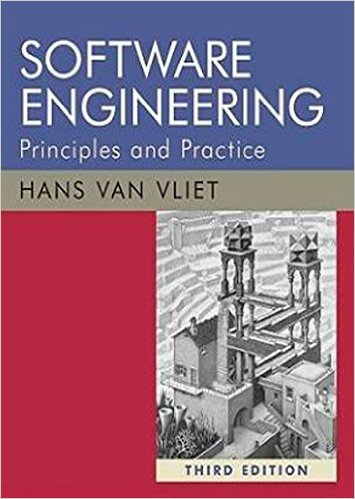 SOFTWARE
ENGINEERING
Principles and Practice
HANS VAN VLIET
THIRD EDITION